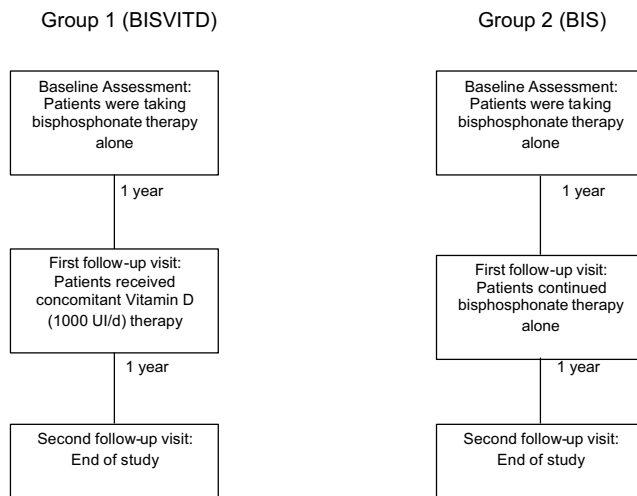 Group 1 (BISVITD)
Baseline Assessment:
Patients were taking
bisphosphonate therapy
alone
1 year
First follow-up visit:
Patients received
concomitant Vitamin D
(1000 UI/d) therapy
1 year
Second follow-up visit:
End of study
Group 2 (BIS)
Baseline Assessment:
Patients were taking
bisphosphonate therapy
alone
1 year
First follow-up visit:
Patients continued
bisphosphonate therapy
alone
1 year
Second follow-up visit:
End of study